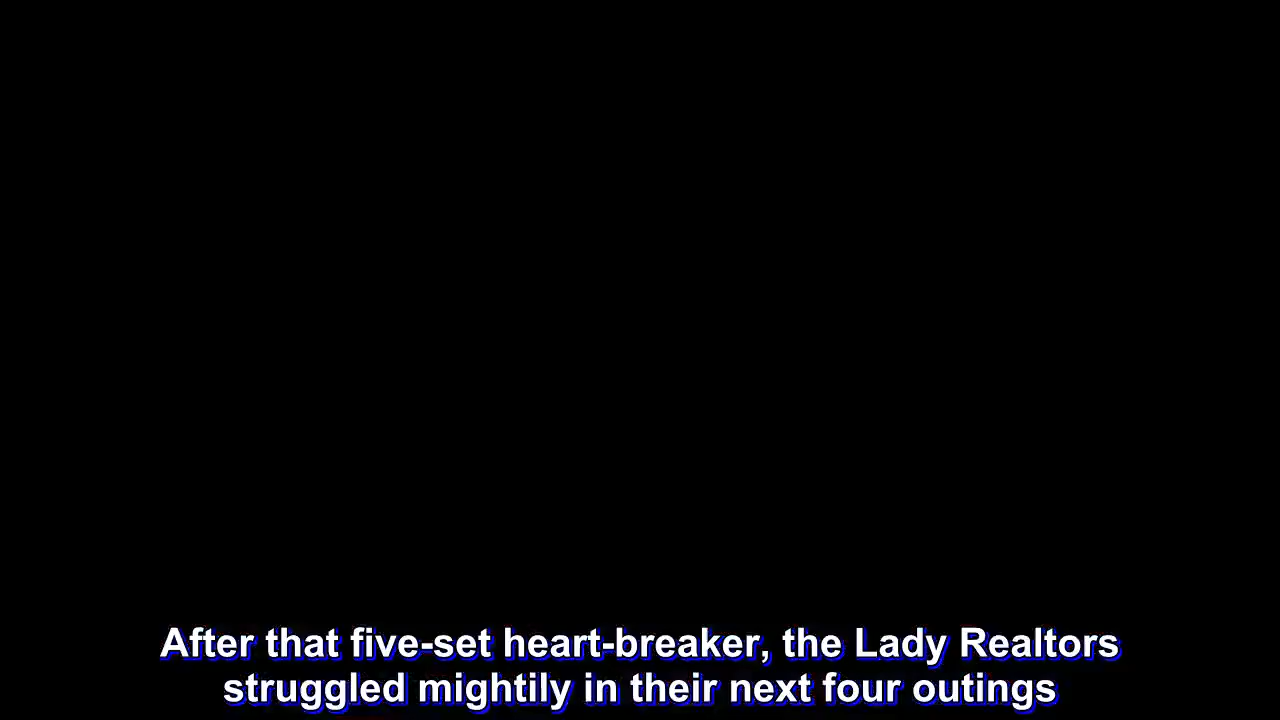 After that five-set heart-breaker, the Lady Realtors
struggled mightily in their next four outings